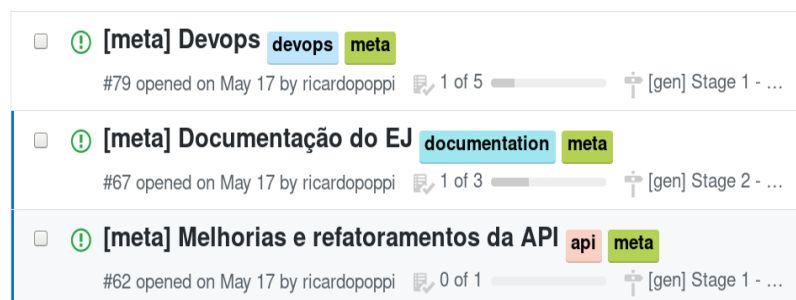 [meta] Devops devops meta
#79 opened on May 17 by ricardopoppi 1 of 5 [gen] Stage 1 - ...
[meta] Documentação do EJ documentation meta
#67 opened on May 17 by ricardopoppi 1 of 3 [gen] Stage 2 - ...
[meta] Melhorias e refatoramentos da API api meta
#62 opened on May 17 by ricardopoppi 0 of 1 [gen] Stage 1 - ...